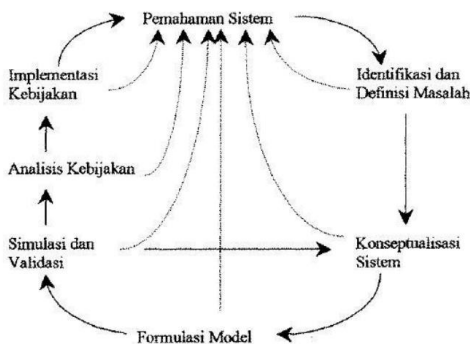 Pemahaman Sistem
Identifikasi dan
Definisi Masalah
Konseptualisasi
Sistem
Formulasi Model
Simulasi dan
Validasi
Analisis Kebijakan
Implementasi
Kebijakan